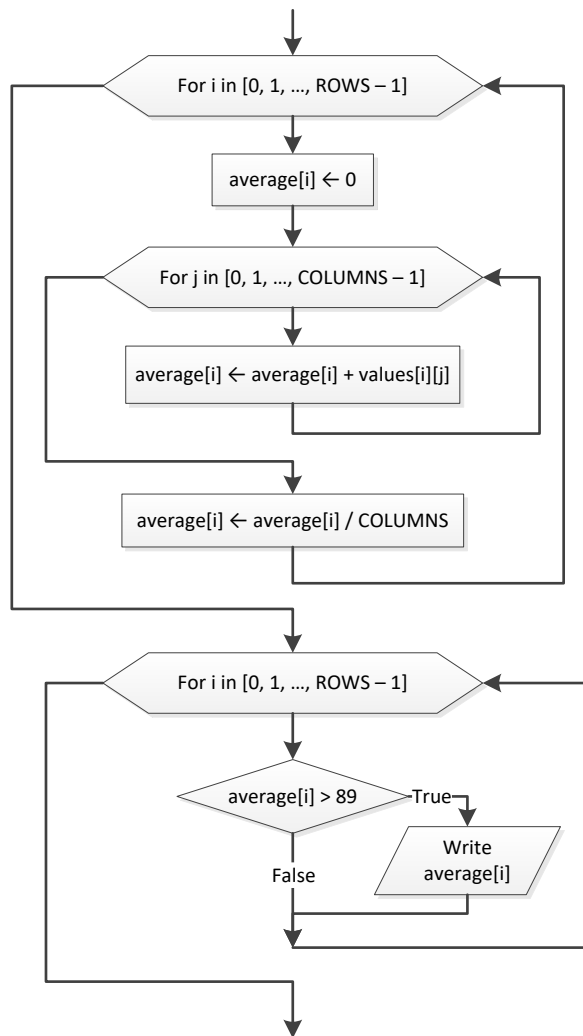 For i in [0, 1, …, ROWS – 1]
average[i] ← 0
For j in [0, 1, …, COLUMNS – 1]
average[i] ← average[i] + values[i][j]
average[i] ← average[i] / COLUMNS
For i in [0, 1, …, ROWS – 1]
average[i] > 89
True
Write
average[i]
False